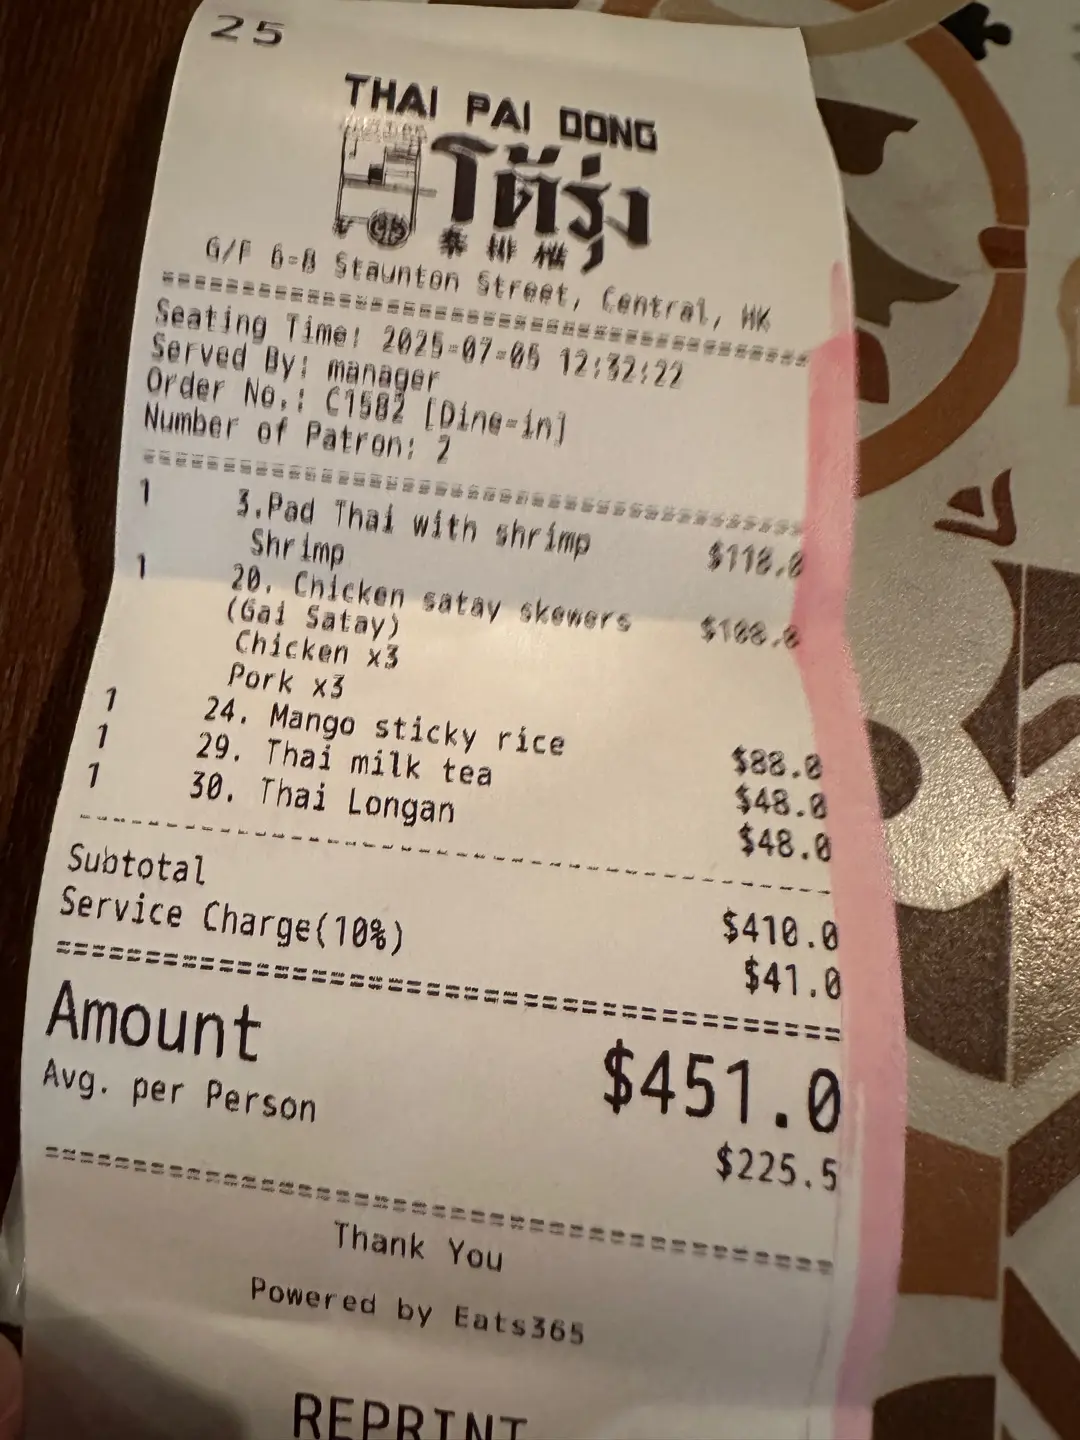 25
THAI PAI DONG
โต้รุ่ง
泰排檔
G/F 6-8 Staunton Street, Central, HK
Seating Time: 2025-07-05 12:32:22
Served By: manager
Order No.: C1582 [Dine-in]
Number of Patron: 2
1 3.Pad Thai with shrimp $118.0
Shrimp
1 20. Chicken satay skewers $108.0
(Gai Satay)
Chicken x3
Pork x3
1 24. Mango sticky rice $88.0
1 29. Thai milk tea $48.0
1 30. Thai Longan $48.0
Subtotal $410.0
Service Charge(10%) $41.0
Amount $451.0
Avg. per Person $225.5
Thank You
Powered by Eats365
REPRINT